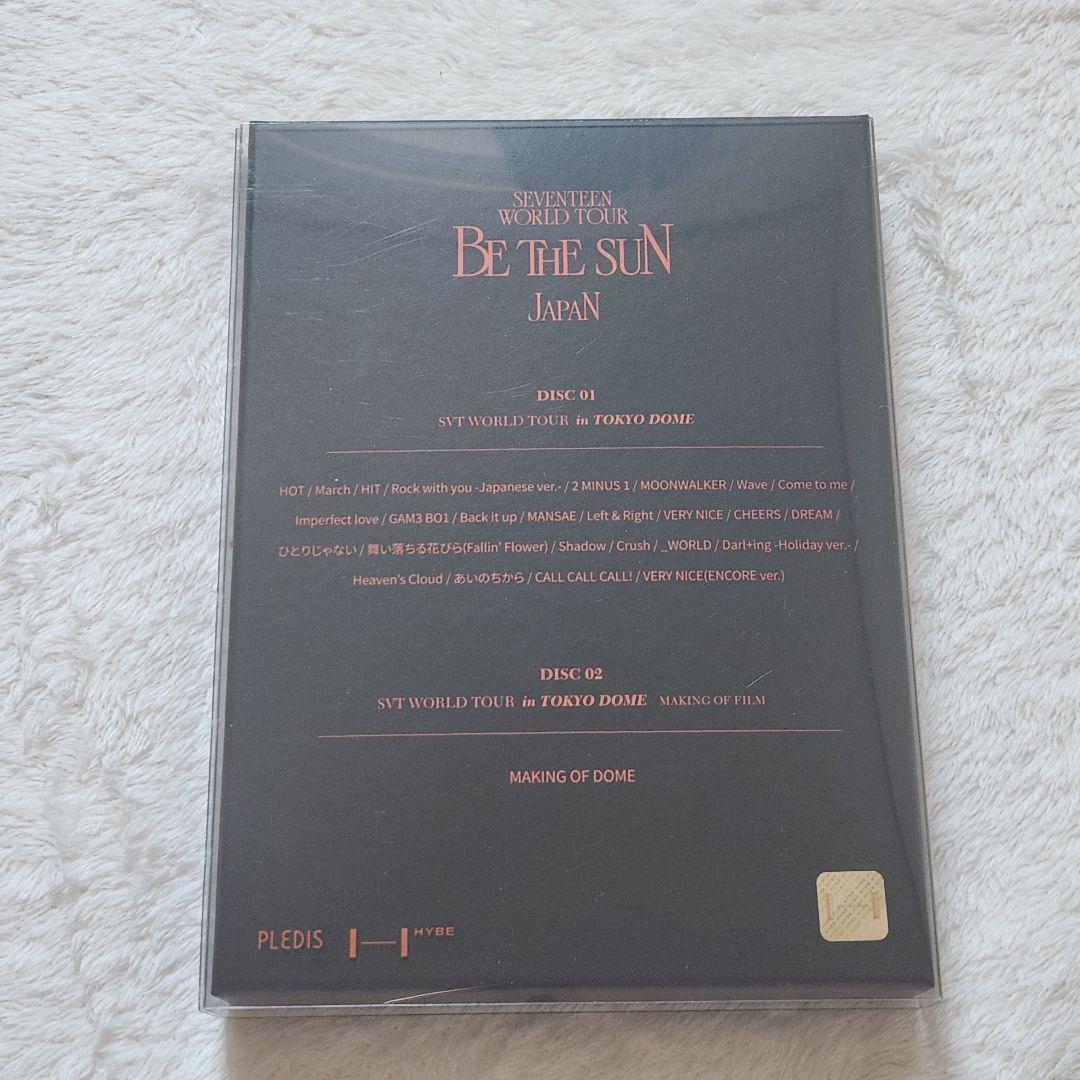 SEVENTEEN
WORLD TOUR
BE THE SUN
JAPAN
DISC 01
SVT WORLD TOUR in TOKYO DOME
HOT / March / HIT / Rock with you -Japanese ver.- / 2 MINUS 1 / MOONWALKER / Wave / Come to me /
Imperfect love / GAM3 BO1 / Back it up / MANSAE / Left & Right / VERY NICE / CHEERS / DREAM /
ひとりじゃない / 舞い落ちる花びら(Fallin' Flower) / Shadow / Crush / _WORLD / Darl+ing -Holiday ver.- /
Heaven's Cloud / あいのちから / CALL CALL CALL! / VERY NICE(ENCORE ver.)
DISC 02
SVT WORLD TOUR in TOKYO DOME MAKING OF FILM
MAKING OF DOME
PLEDIS HYBE